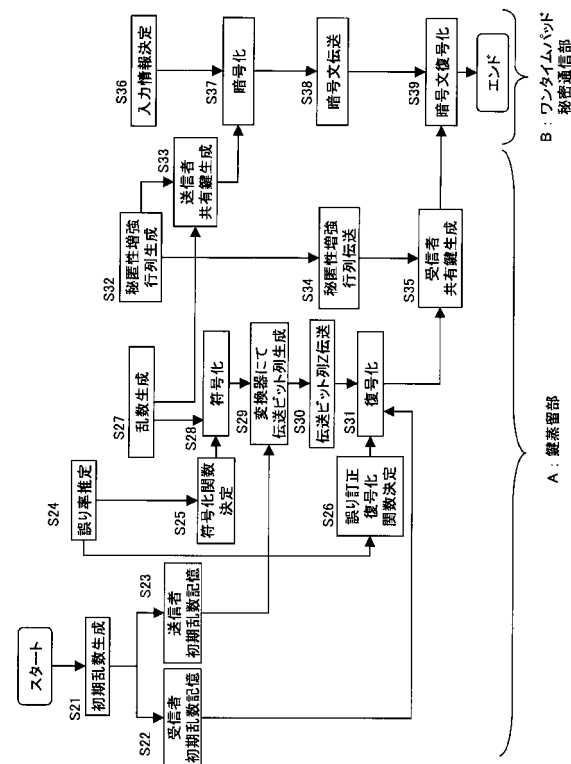 スタート
S21
初期乱数生成
S22
受信者
初期乱数記憶
S23
送信者
初期乱数記憶
S24
誤り率推定
S25
符号化関数
決定
S26
誤り訂正
復号化
関数決定
S27
乱数生成
S28
符号化
S29
変換器にて
伝送ビット列生成
S30
伝送ビット列Z伝送
S31
復号化
S32
秘匿性増強
行列生成
S33
送信者
共有鍵生成
S34
秘匿性増強
行列伝送
S35
受信者
共有鍵生成
S36
入力情報決定
S37
暗号化
S38
暗号文伝送
S39
暗号文復号化
エンド
A：鍵蒸留部
B：ワンタイムパッド
秘密通信部